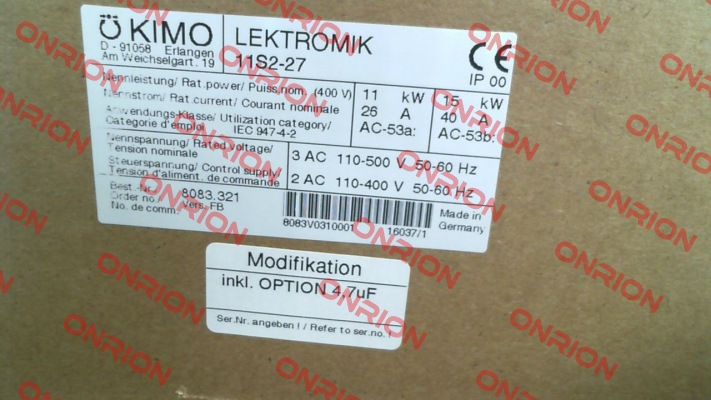 KIMO
LEKTROMIK
D - 91058 Erlangen
Am Weichselgart. 19
11S2-27
CE
IP 00
Nennleistung/ Rat.power/ Puiss.nom. (400 V)
11 kW
15 kW
Nennstrom/ Rat.current/ Courant nominale
26 A
40 A
Anwendungs-Klasse/ Utilization category/
Categorie d'emploi IEC 947-4-2
AC-53a:
AC-53b:
Nennspannung/ Rated voltage/
Tension nominale
3 AC 110-500 V 50-60 Hz
Steuerspannung/ Control supply/
Tension d'aliment. de commande
2 AC 110-400 V 50-60 Hz
Best.-Nr./
Order no./
No. de comm.
8083.321
Vers.-FB
8083V0310001 16037/1
Made in
Germany
Modifikation
inkl. OPTION 4,7uF
Ser.Nr. angeben ! / Refer to ser.no. !
ONRION